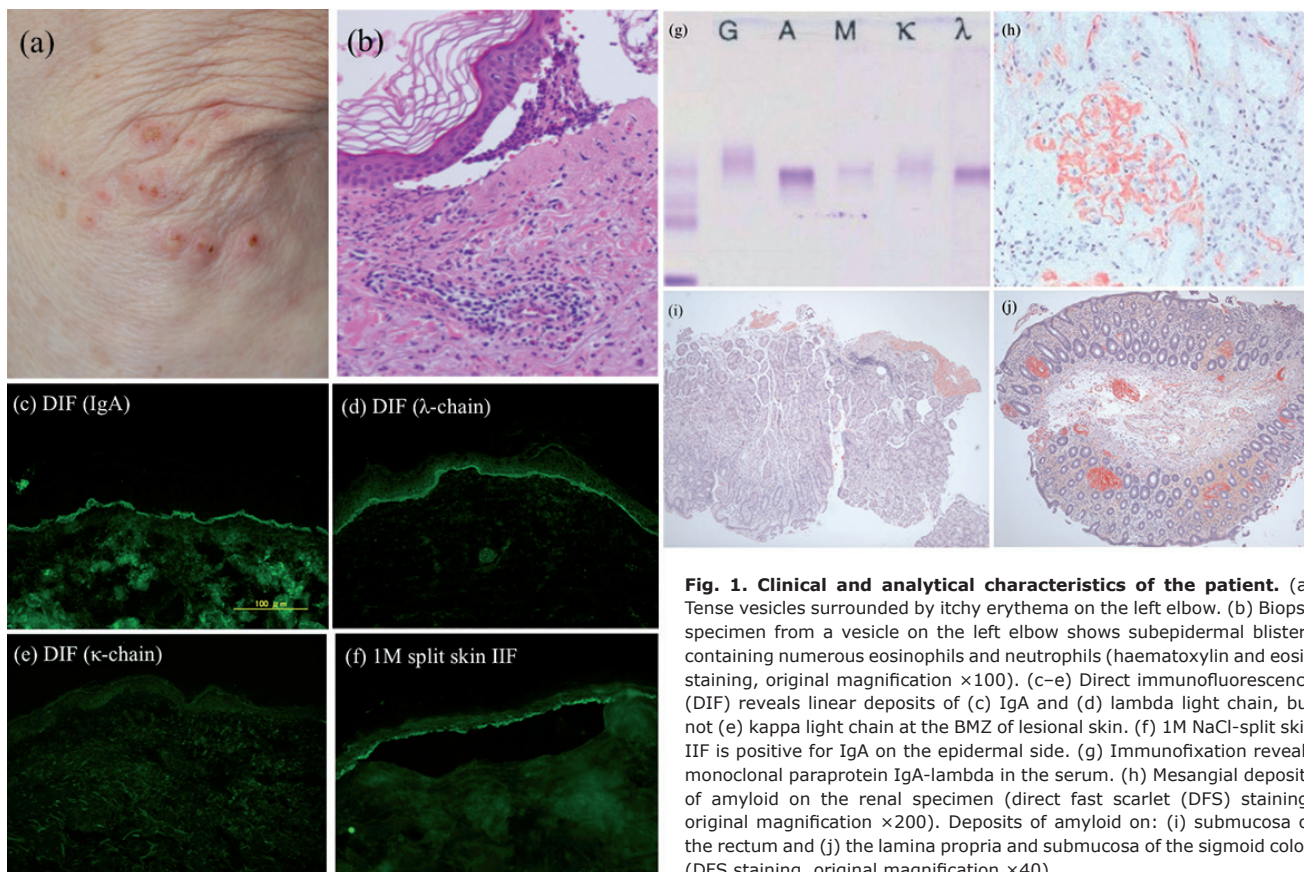 (a)
(b)
(c) DIF (IgA)
100 μm
(d) DIF (λ-chain)
(e) DIF (κ-chain)
(f) 1M split skin IIF
(g) G A M κ λ
(h)
(i)
(j)
Fig. 1. Clinical and analytical characteristics of the patient. (a
Tense vesicles surrounded by itchy erythema on the left elbow. (b) Biops
specimen from a vesicle on the left elbow shows subepidermal blister
containing numerous eosinophils and neutrophils (haematoxylin and eosi
staining, original magnification ×100). (c–e) Direct immunofluorescenc
(DIF) reveals linear deposits of (c) IgA and (d) lambda light chain, bu
not (e) kappa light chain at the BMZ of lesional skin. (f) 1M NaCl-split ski
IIF is positive for IgA on the epidermal side. (g) Immunofixation reveal
monoclonal paraprotein IgA-lambda in the serum. (h) Mesangial deposit
of amyloid on the renal specimen (direct fast scarlet (DFS) staining
original magnification ×200). Deposits of amyloid on: (i) submucosa o
the rectum and (j) the lamina propria and submucosa of the sigmoid colo
(DFS staining, original magnification ×40)